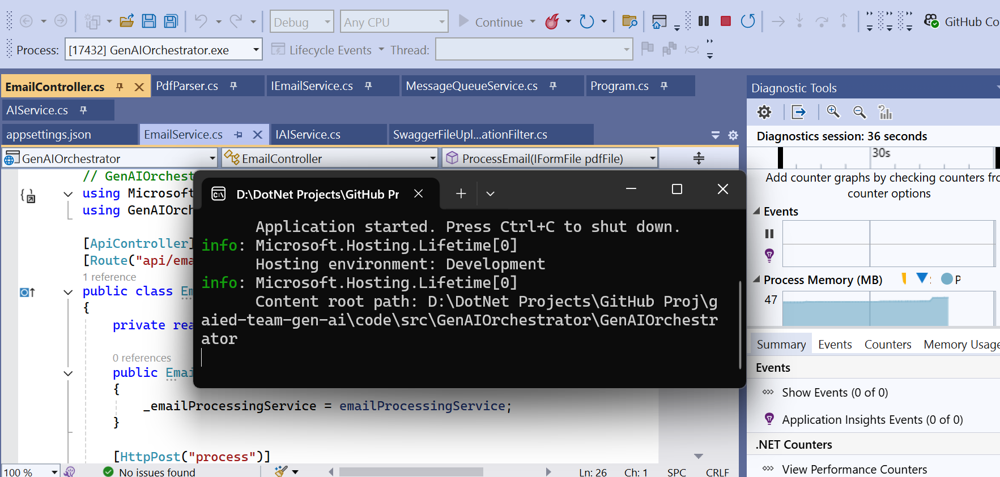 Debug
Any CPU
Continue
GitHub Co
Process:
[17432] GenAIOrchestrator.exe
Lifecycle Events
Thread:
EmailController.cs
PdfParser.cs
IEmailService.cs
MessageQueueService.cs
Program.cs
AIService.cs
appsettings.json
EmailService.cs
IAIService.cs
SwaggerFileUpl...ationFilter.cs
GenAIOrchestrator
EmailController
ProcessEmail(IFormFile pdfFile)
// GenAIOrchest
using Microsoft
using GenAIOrch
[ApiController]
[Route("api/ema
1 reference
public class Em
{
private rea
0 references
public Emai
{
_emailProcessingService = emailProcessingService;
}
[HttpPost("process")]
100 %
No issues found
Ln: 26
Ch: 1
SPC
CRLF
D:\DotNet Projects\GitHub Pr
Application started. Press Ctrl+C to shut down.
info: Microsoft.Hosting.Lifetime[0]
Hosting environment: Development
info: Microsoft.Hosting.Lifetime[0]
Content root path: D:\DotNet Projects\GitHub Proj\g
aied-team-gen-ai\code\src\GenAIOrchestrator\GenAIOrchestr
ator
Diagnostic Tools
Diagnostics session: 36 seconds
30s
Add counter graphs by checking counters fro
counter options
Events
Process Memory (MB)
P
47
Summary
Events
Counters
Memory Usage
Events
Show Events (0 of 0)
Application Insights Events (0 of 0)
.NET Counters
View Performance Counters